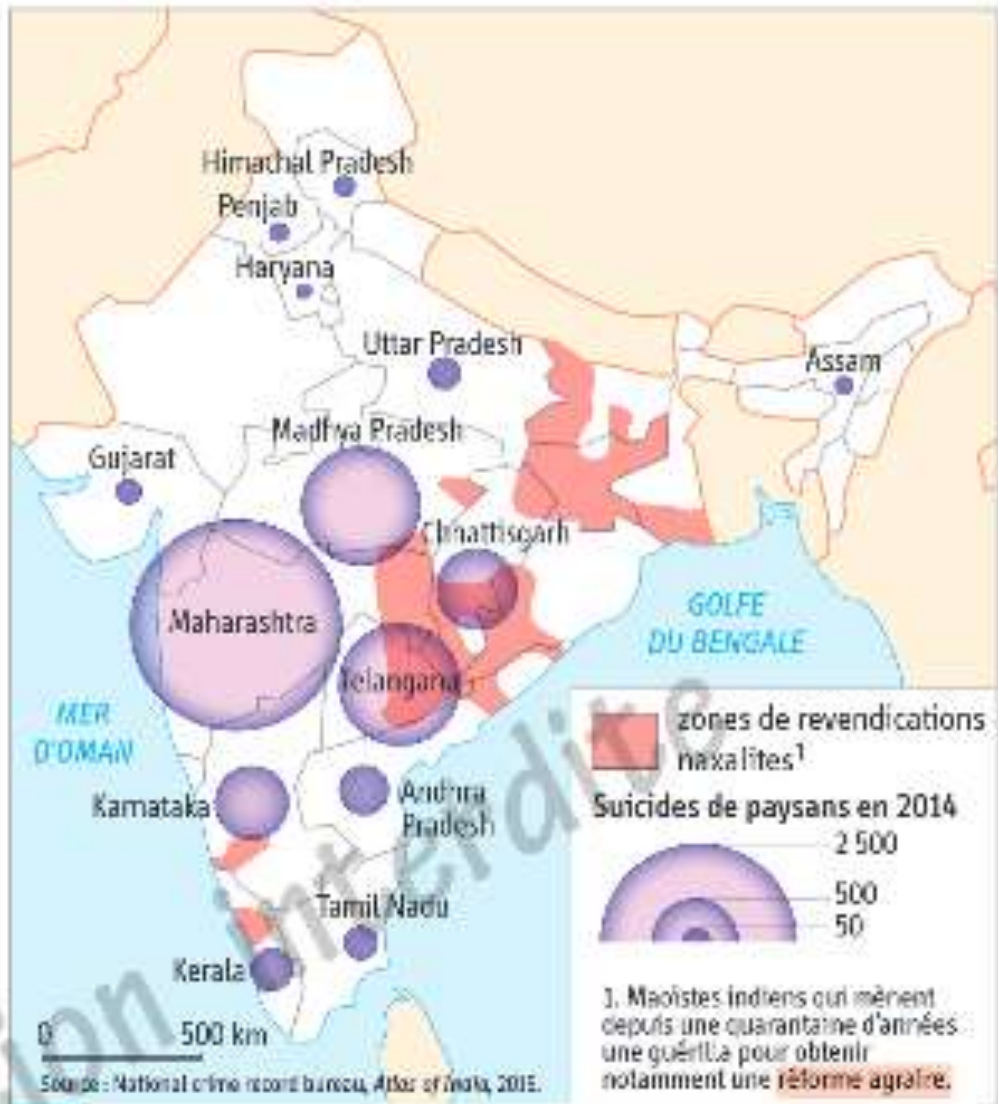 Himachal Pradesh
Penjab
Haryana
Uttar Pradesh
Assam
Madhya Pradesh
Gujarat
Chhattisgarh
Maharashtra
GOLFE
DU BENGALE
Telangana
MER
D'OMAN
zones de revendications
naxalites¹
Karnataka
Andhra
Pradesh
Suicides de paysans en 2014
2 500
500
50
Tamil Nadu
Kerala
0 500 km
1. Maoïstes indiens qui mènent
depuis une quarantaine d'années
une guérilla pour obtenir
notamment une réforme agraire.
Source : National crime record bureau, Atlas of India, 2015.
interdite